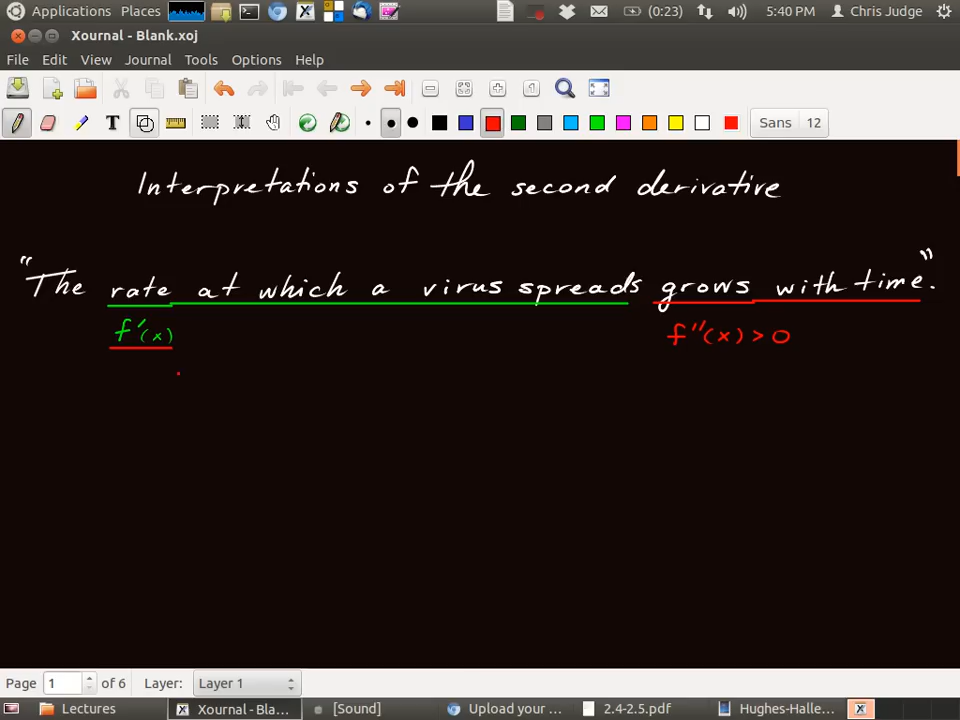 Applications Places (0:23) 5:40 PM Chris Judge
Xournal - Blank.xoj
File Edit View Journal Tools Options Help
T Sans 12
Interpretations of the second derivative
"The rate at which a virus spreads grows with time."
f'(x) f''(x) > 0
Page 1 of 6 Layer: Layer 1
Lectures Xournal - Bla... [Sound] Upload your ... 2.4-2.5.pdf Hughes-Halle...